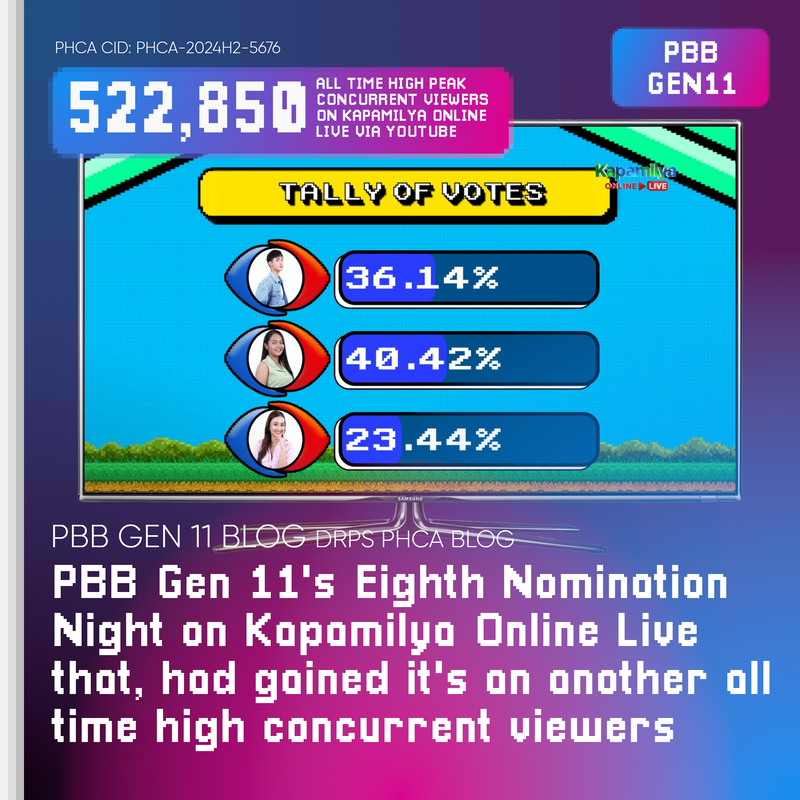 PHCA CID: PHCA-2024H2-5676
PBB
GEN11
522,850
ALL TIME HIGH PEAK
CONCURRENT VIEWERS
ON KAPAMILYA ONLINE
LIVE VIA YOUTUBE
Kapamilya
ONLINE LIVE
TALLY OF VOTES
36.14%
40.42%
23.44%
SAMSUNG
PBB GEN 11 BLOG DRPS PHCA BLOG
PBB Gen 11's Eighth Nomination
Night on Kapamilya Online Live
that, had gained it's an another all
time high concurrent viewers